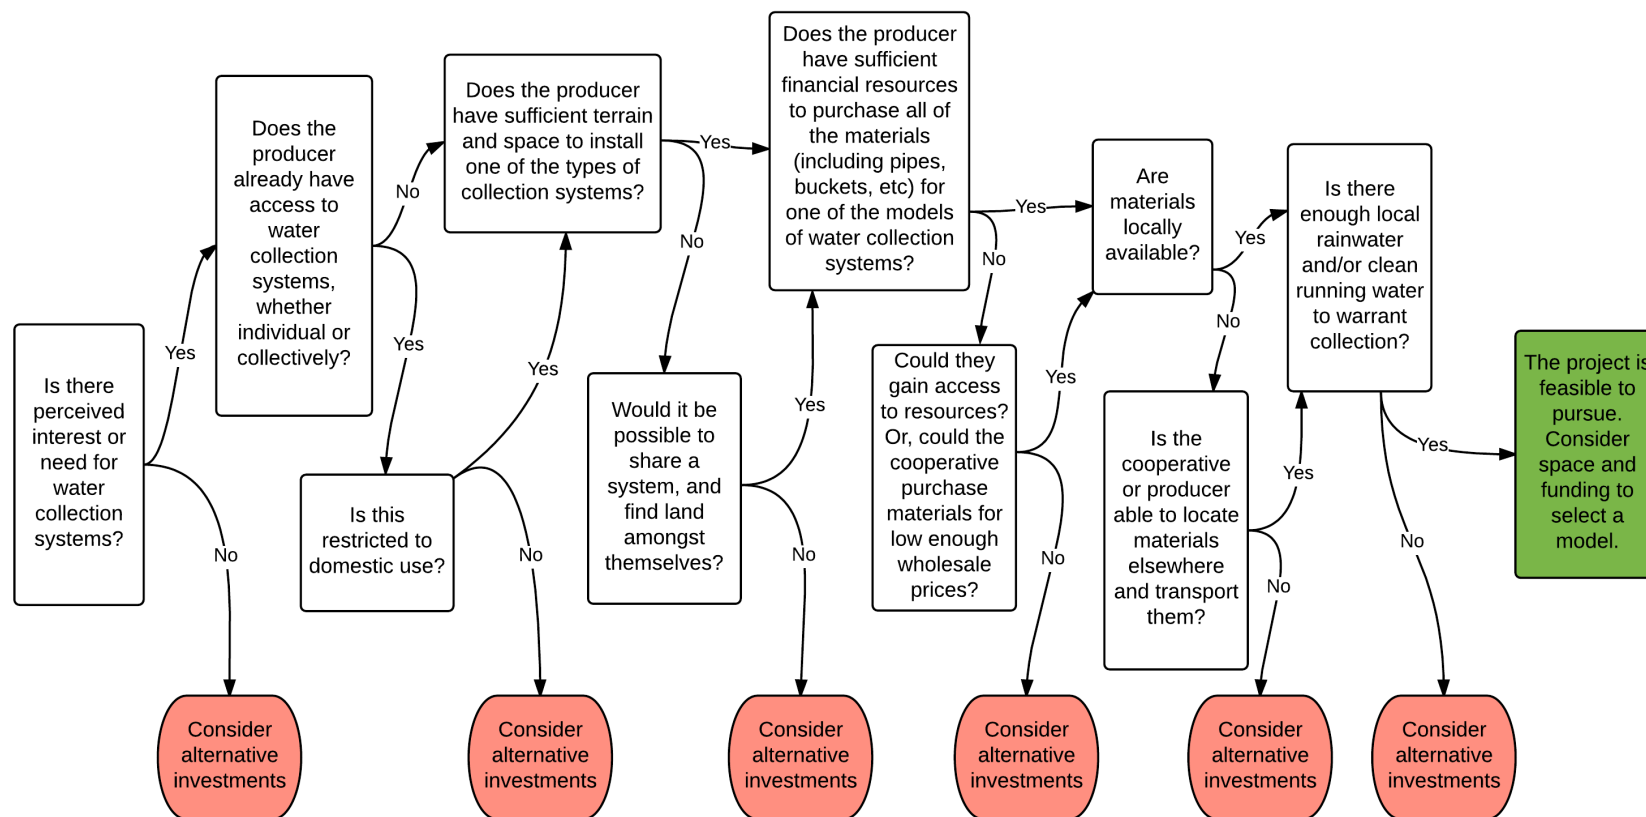 Is there
perceived
interest or
need for
water
collection
systems?
Yes
No
Consider
alternative
investments
Does the
producer
already have
access to
water
collection
systems,
whether
individual or
collectively?
No
Yes
Is this
restricted to
domestic use?
Yes
No
Consider
alternative
investments
Does the producer
have sufficient terrain
and space to install
one of the types of
collection systems?
Yes
No
Would it be
possible to
share a
system, and
find land
amongst
themselves?
Yes
No
Consider
alternative
investments
Does the producer
have sufficient
financial resources
to purchase all of
the materials
(including pipes,
buckets, etc) for
one of the models
of water collection
systems?
Yes
No
Could they
gain access
to resources?
Or, could the
cooperative
purchase
materials for
low enough
wholesale
prices?
Yes
No
Consider
alternative
investments
Are
materials
locally
available?
Yes
No
Is the
cooperative
or producer
able to locate
materials
elsewhere
and transport
them?
Yes
No
Consider
alternative
investments
Is there
enough local
rainwater
and/or clean
running water
to warrant
collection?
Yes
No
Consider
alternative
investments
The project is
feasible to
pursue.
Consider
space and
funding to
select a
model.